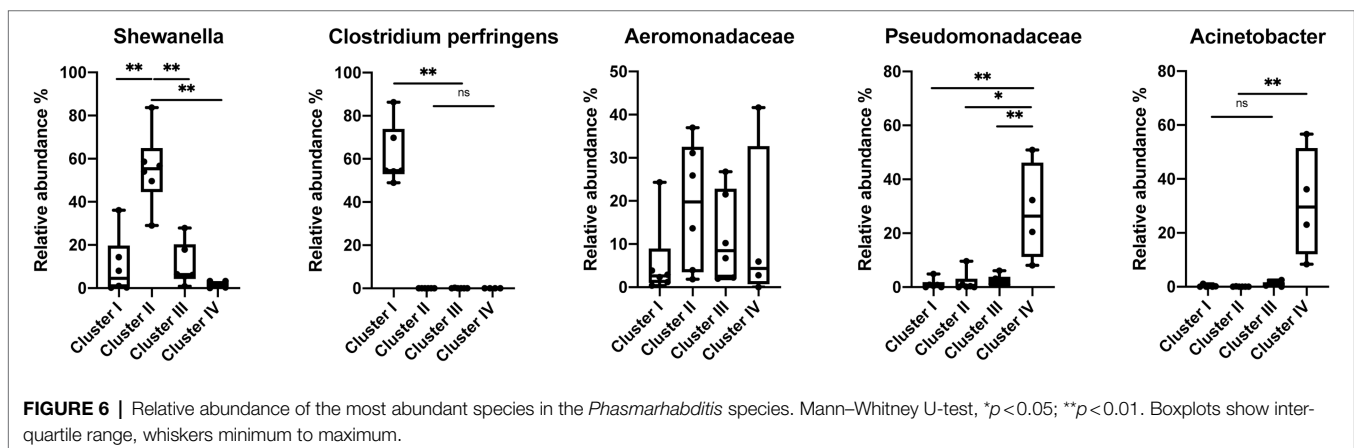 Shewanella
Clostridium perfringens
Aeromonadaceae
Pseudomonadaceae
Acinetobacter
Relative abundance %
100
80
60
40
20
0
** **
**
Cluster I
Cluster II
Cluster III
Cluster IV
Relative abundance %
100
80
60
40
20
0
**
ns
Cluster I
Cluster II
Cluster III
Cluster IV
Relative abundance %
50
40
30
20
10
0
Cluster I
Cluster II
Cluster III
Cluster IV
Relative abundance %
80
60
40
20
0
**
*
**
Cluster I
Cluster II
Cluster III
Cluster IV
Relative abundance %
80
60
40
20
0
**
ns
Cluster I
Cluster II
Cluster III
Cluster IV
FIGURE 6 | Relative abundance of the most abundant species in the Phasmarhabditis species. Mann–Whitney U-test, *p < 0.05; **p < 0.01. Boxplots show inter-
quartile range, whiskers minimum to maximum.